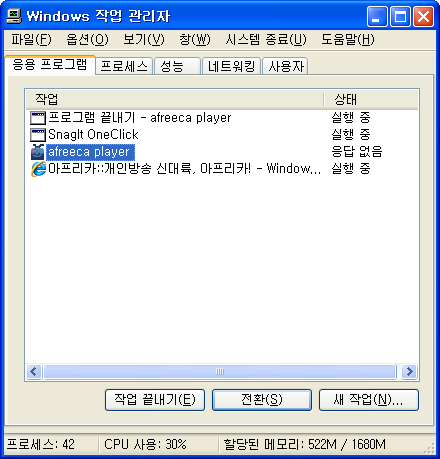 Windows 작업 관리자
파일(F) 옵션(O) 보기(V) 창(W) 시스템 종료(U) 도움말(H)
응용 프로그램 프로세스 성능 네트워킹 사용자
작업 상태
프로그램 끝내기 - afreeca player 실행 중
SnagIt OneClick 실행 중
afreeca player 응답 없음
아프리카::개인방송 신대륙, 아프리카! - Window... 실행 중
작업 끝내기(E) 전환(S) 새 작업(N)...
프로세스: 42 CPU 사용: 30% 할당된 메모리: 522M / 1680M